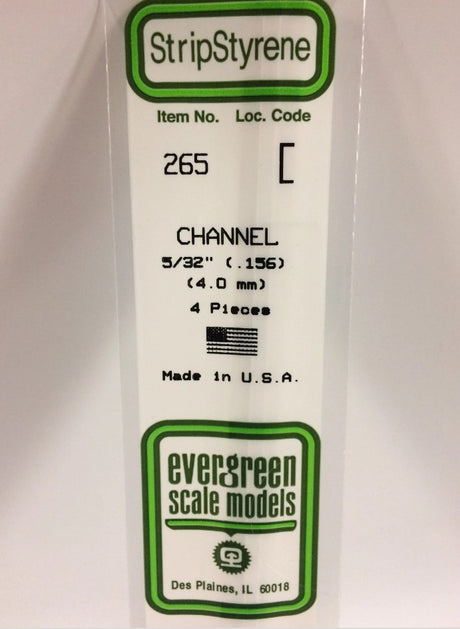 StripStyrene
Item No. Loc. Code
265 [
CHANNEL
5/32" (.156)
(4.0 mm)
4 Pieces
Made in U.S.A.
evergreen
scale models
Des Plaines, IL 60018